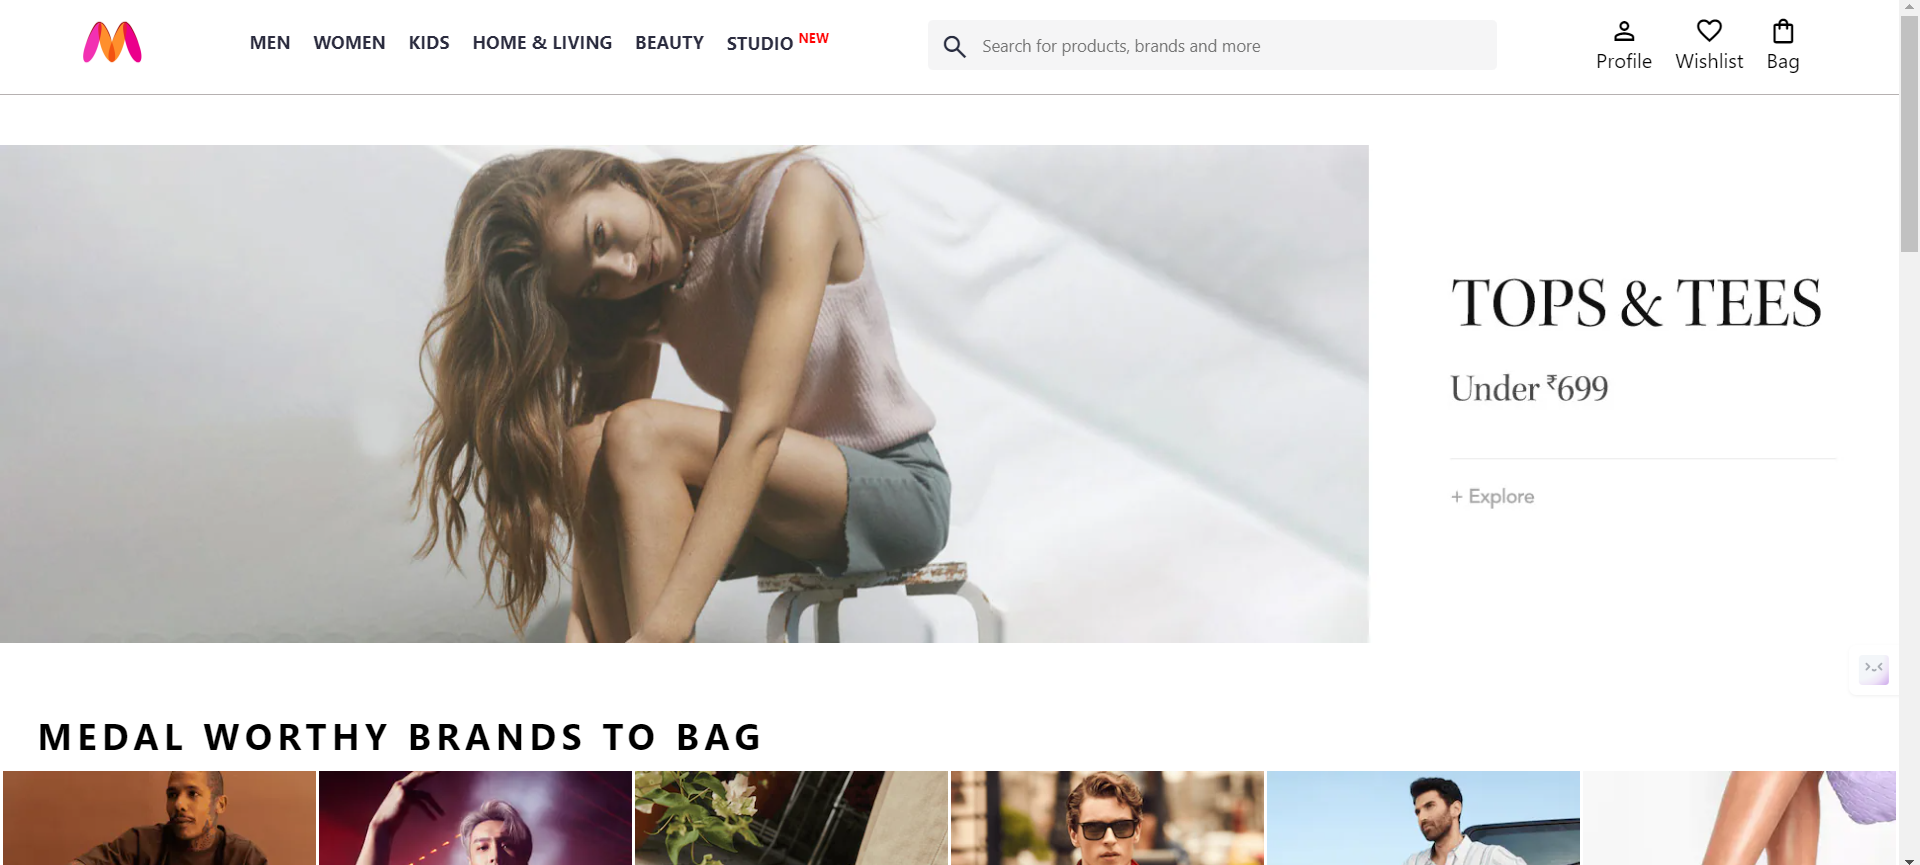 MEN WOMEN KIDS HOME & LIVING BEAUTY STUDIO NEW
Search for products, brands and more
Profile Wishlist Bag
TOPS & TEES
Under ₹699
+ Explore
MEDAL WORTHY BRANDS TO BAG